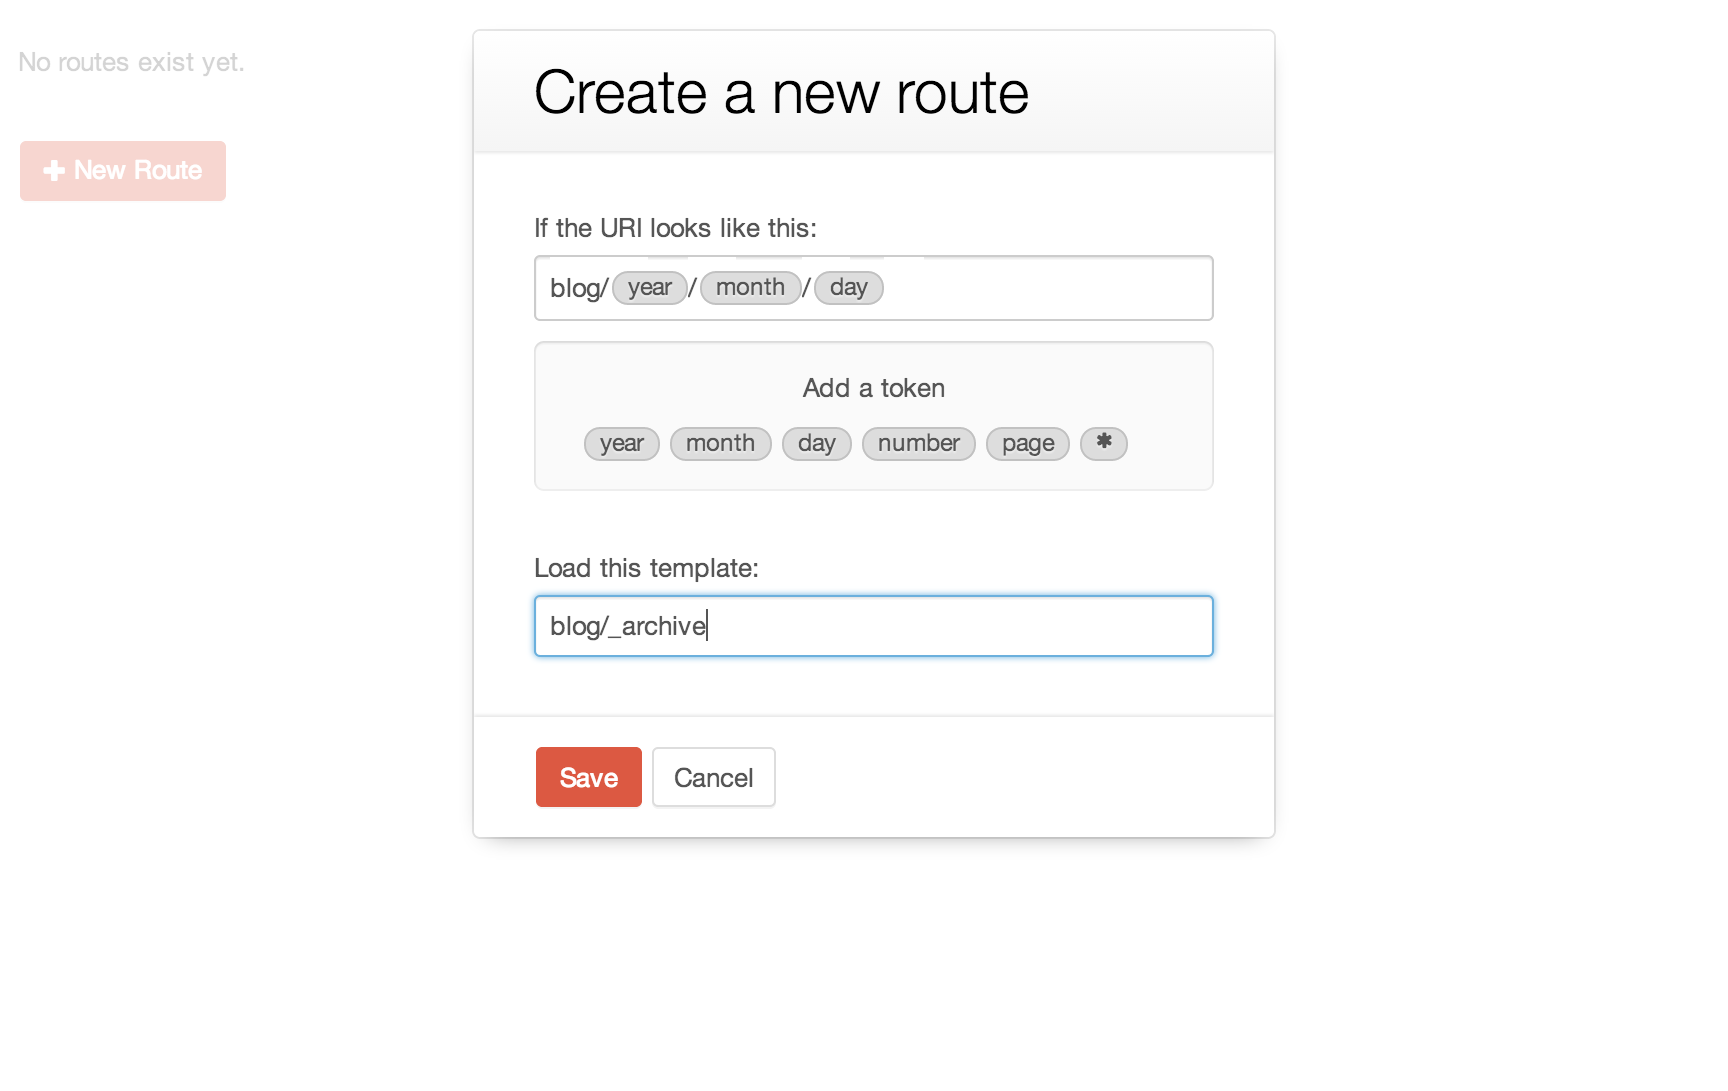 No routes exist yet.
New Route
Create a new route
If the URI looks like this:
blog/ year / month / day
Add a token
year month day number page *
Load this template:
blog/_archive
Save Cancel